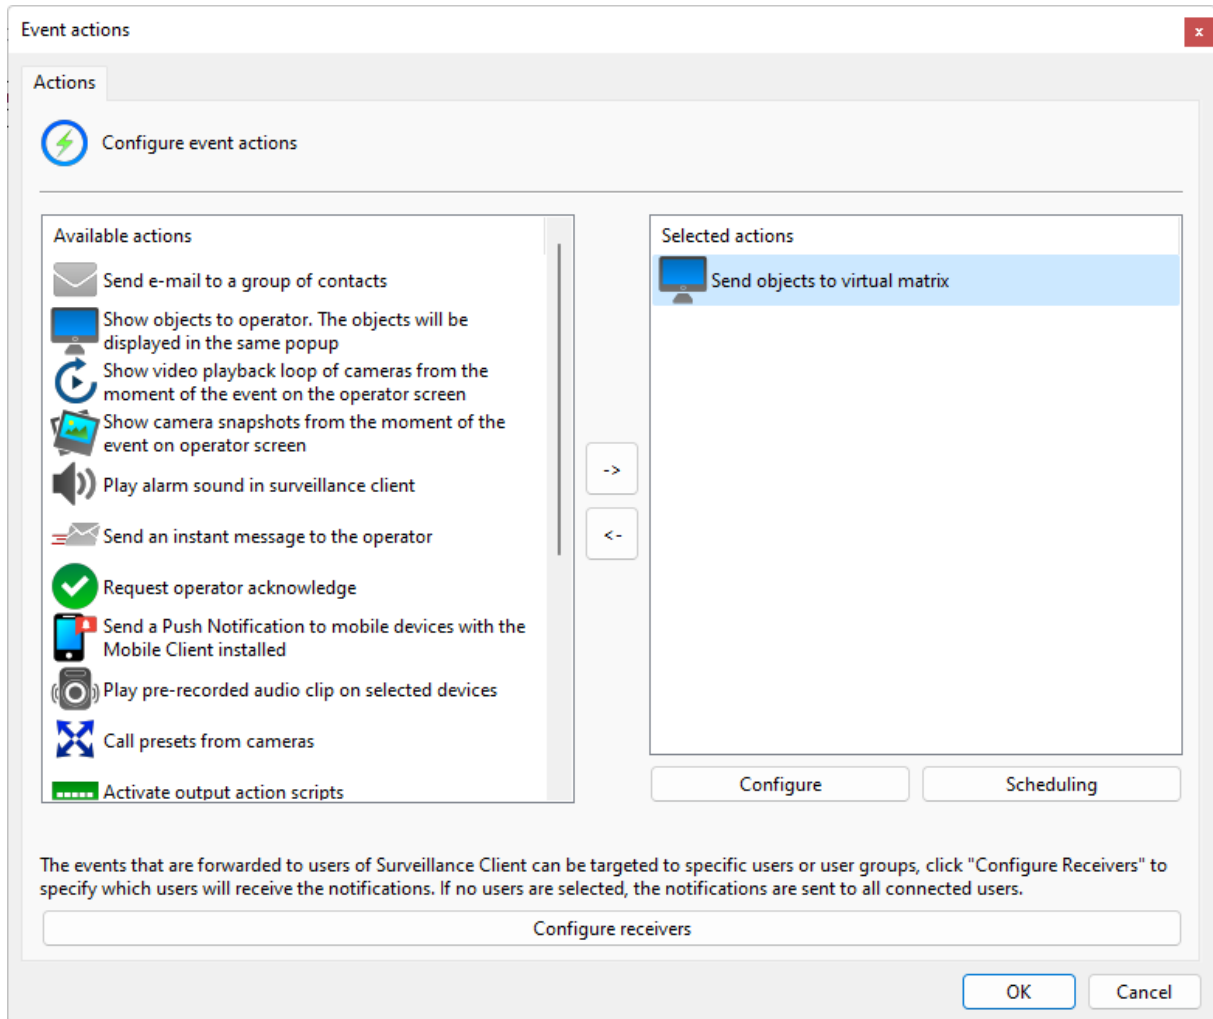 Event actions
x
Actions
Configure event actions
Available actions
Send e-mail to a group of contacts
Show objects to operator. The objects will be
displayed in the same popup
Show video playback loop of cameras from the
moment of the event on the operator screen
Show camera snapshots from the moment of the
event on operator screen
Play alarm sound in surveillance client
Send an instant message to the operator
Request operator acknowledge
Send a Push Notification to mobile devices with the
Mobile Client installed
Play pre-recorded audio clip on selected devices
Call presets from cameras
Activate output action scripts
->
<-
Selected actions
Send objects to virtual matrix
Configure
Scheduling
The events that are forwarded to users of Surveillance Client can be targeted to specific users or user groups, click "Configure Receivers" to
specify which users will receive the notifications. If no users are selected, the notifications are sent to all connected users.
Configure receivers
OK
Cancel